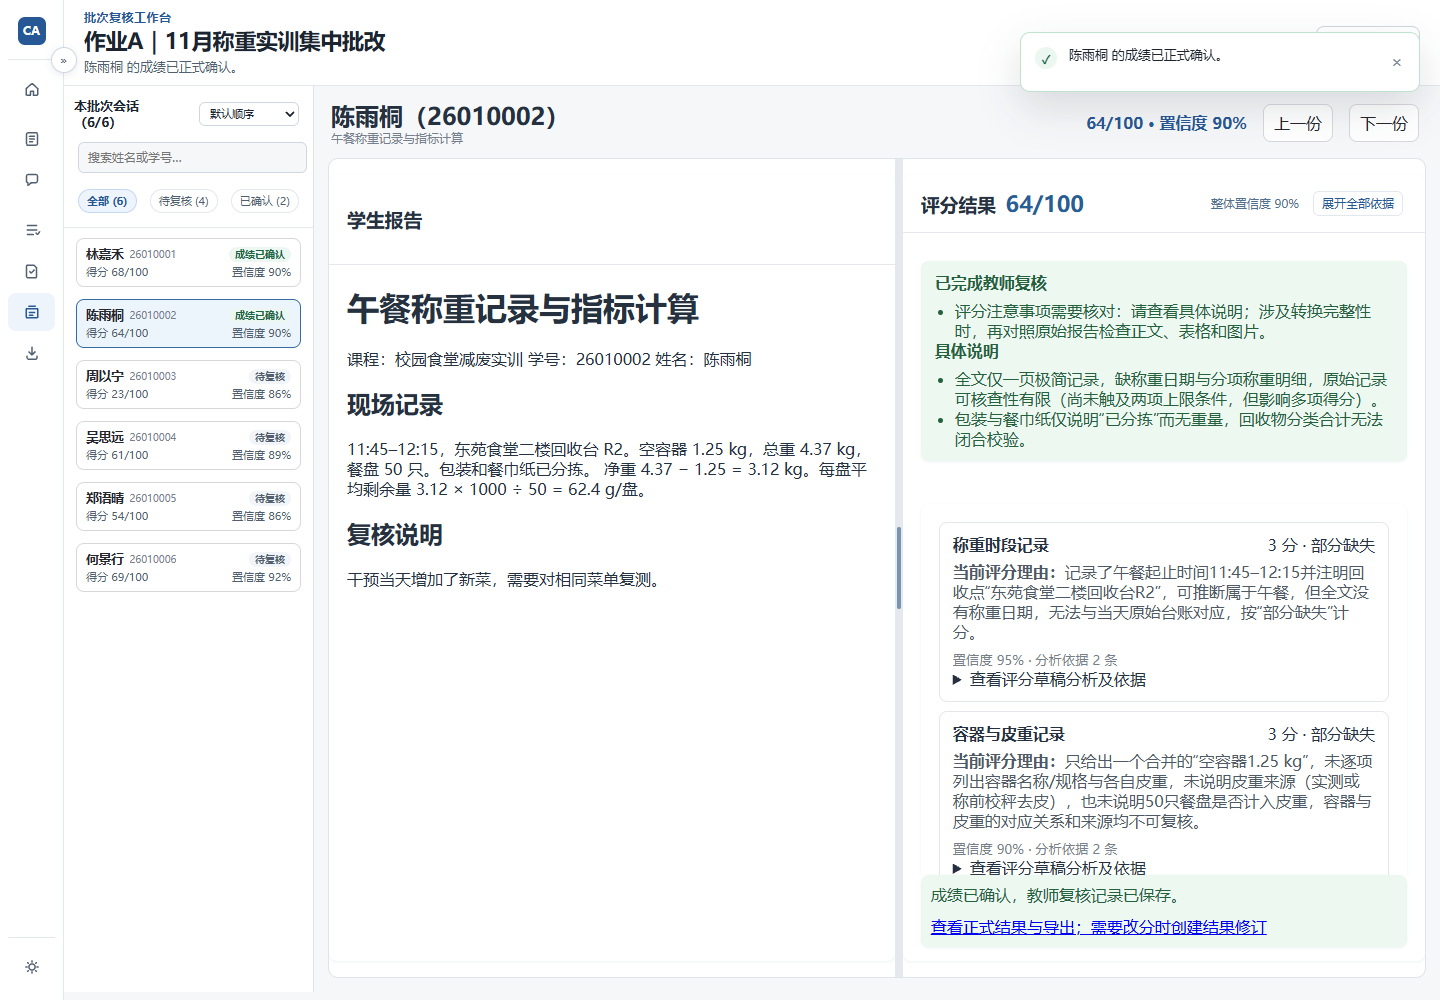 CA
»
批次复核工作台
作业A｜11月称重实训集中批改
陈雨桐 的成绩已正式确认。
✓ 陈雨桐 的成绩已正式确认。 ×
本批次会话
（6/6）
默认顺序
搜索姓名或学号...
全部 (6) 待复核 (4) 已确认 (2)
林嘉禾 26010001 成绩已确认
得分 68/100 置信度 90%
陈雨桐 26010002 成绩已确认
得分 64/100 置信度 90%
周以宁 26010003 待复核
得分 23/100 置信度 86%
吴思远 26010004 待复核
得分 61/100 置信度 89%
郑语晴 26010005 待复核
得分 54/100 置信度 86%
何景行 26010006 待复核
得分 69/100 置信度 92%
陈雨桐（26010002）
午餐称重记录与指标计算
64/100 • 置信度 90% 上一份 下一份
学生报告
午餐称重记录与指标计算
课程：校园食堂减废实训 学号：26010002 姓名：陈雨桐
现场记录
11:45–12:15，东苑食堂二楼回收台 R2。空容器 1.25 kg，总重 4.37 kg，
餐盘 50 只。包装和餐巾纸已分拣。 净重 4.37 − 1.25 = 3.12 kg。每盘平
均剩余量 3.12 × 1000 ÷ 50 = 62.4 g/盘。
复核说明
干预当天增加了新菜，需要对相同菜单复测。
评分结果 64/100 整体置信度 90% 展开全部依据
已完成教师复核
• 评分注意事项需要核对：请查看具体说明；涉及转换完整性
时，再对照原始报告检查正文、表格和图片。
具体说明
• 全文仅一页极简记录，缺称重日期与分项称重明细，原始记录
可核查性有限（尚未触及两项上限条件，但影响多项得分）。
• 包装与餐巾纸仅说明“已分拣”而无重量，回收物分类合计无法
闭合校验。
称重时段记录 3 分 · 部分缺失
当前评分理由：记录了午餐起止时间11:45–12:15并注明回
收点“东苑食堂二楼回收台R2”，可推断属于午餐，但全文没
有称重日期，无法与当天原始台账对应，按“部分缺失”计
分。
置信度 95% · 分析依据 2 条
▶ 查看评分草稿分析及依据
容器与皮重记录 3 分 · 部分缺失
当前评分理由：只给出一个合并的“空容器1.25 kg”，未逐项
列出容器名称/规格与各自皮重，未说明皮重来源（实测或
称前校秤去皮），也未说明50只餐盘是否计入皮重，容器与
皮重的对应关系和来源均不可复核。
置信度 90% · 分析依据 2 条
▶ 查看评分草稿分析及依据
成绩已确认，教师复核记录已保存。
查看正式结果与导出；需要改分时创建结果修订